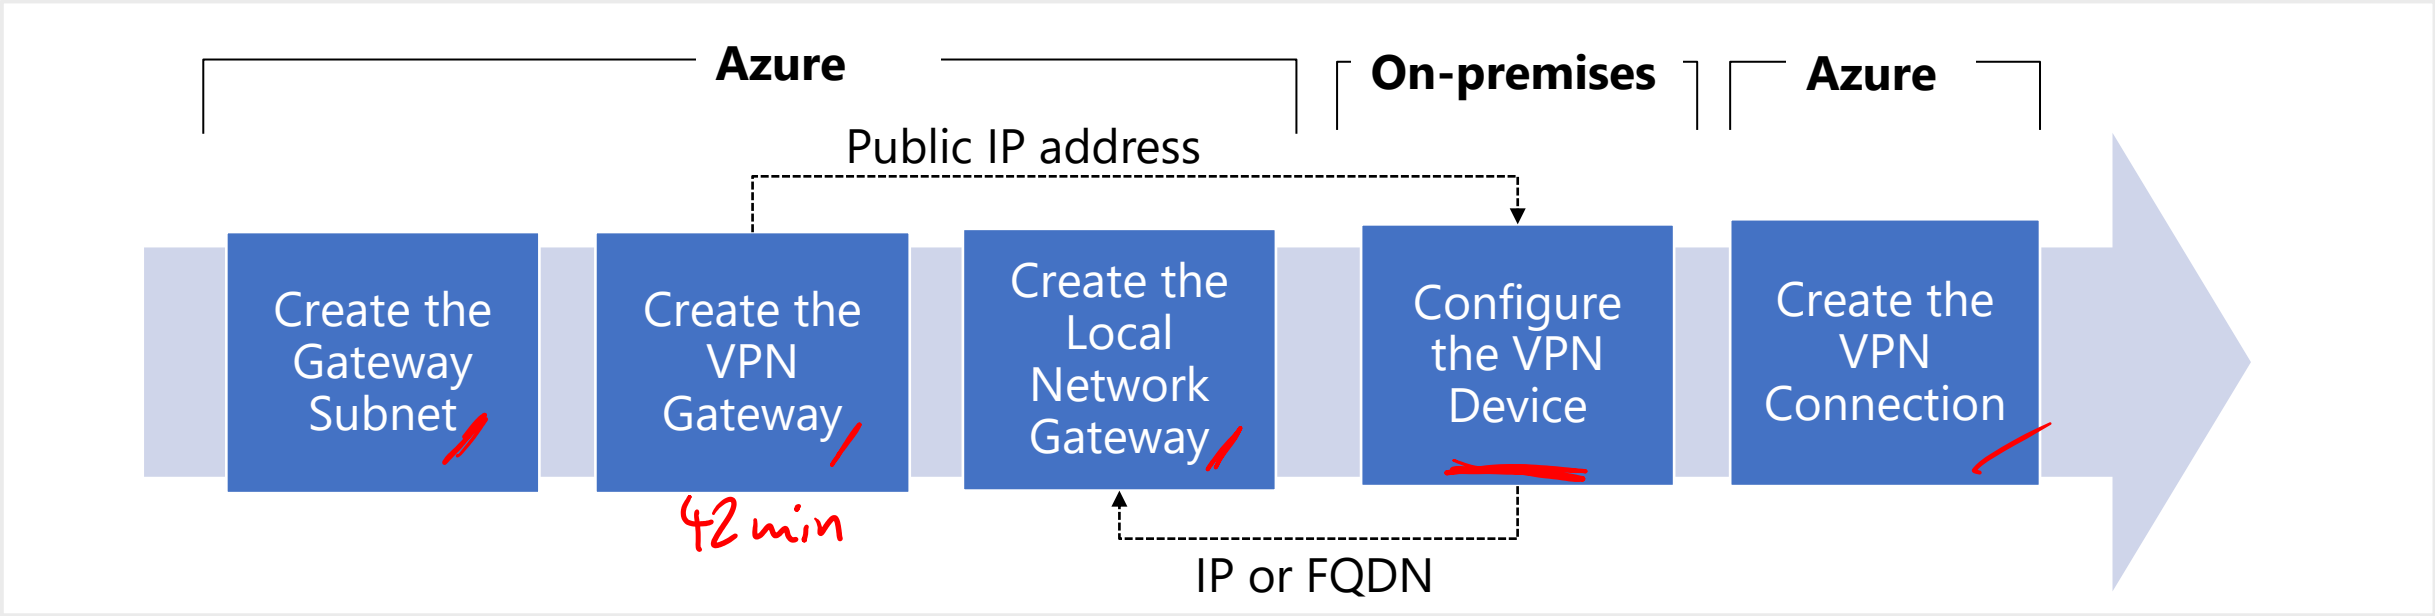 Azure
On-premises
Azure
Public IP address
Create the
Gateway
Subnet
Create the
VPN
Gateway
Create the
Local
Network
Gateway
Configure
the VPN
Device
Create the
VPN
Connection
42 min
IP or FQDN